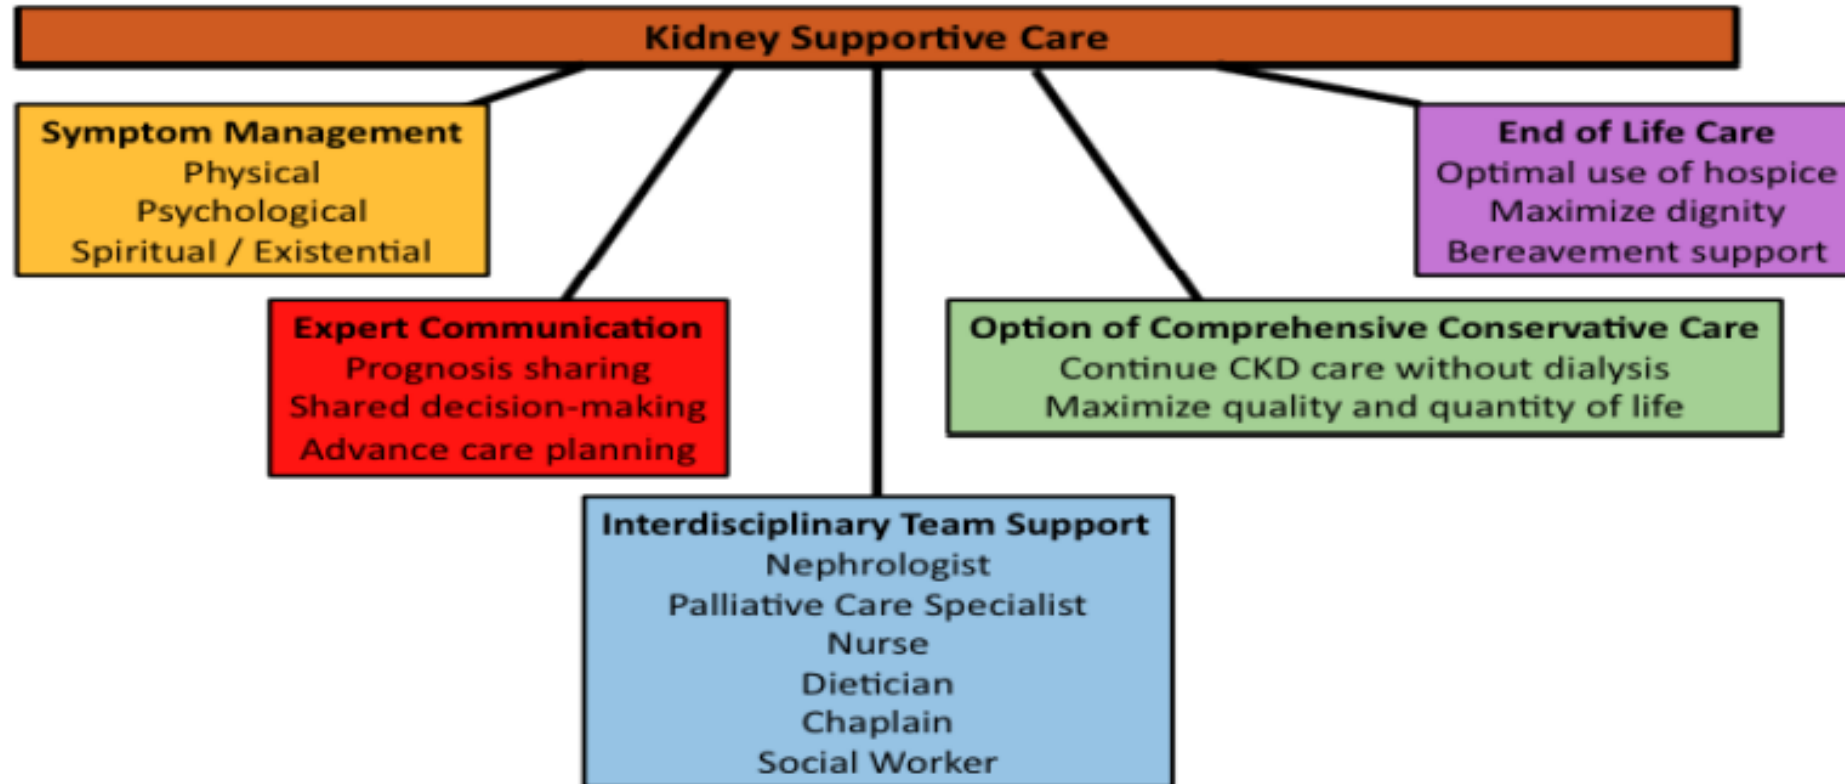 Kidney Supportive Care
Symptom Management
Physical
Psychological
Spiritual / Existential
Expert Communication
Prognosis sharing
Shared decision-making
Advance care planning
Interdisciplinary Team Support
Nephrologist
Palliative Care Specialist
Nurse
Dietician
Chaplain
Social Worker
Option of Comprehensive Conservative Care
Continue CKD care without dialysis
Maximize quality and quantity of life
End of Life Care
Optimal use of hospice
Maximize dignity
Bereavement support